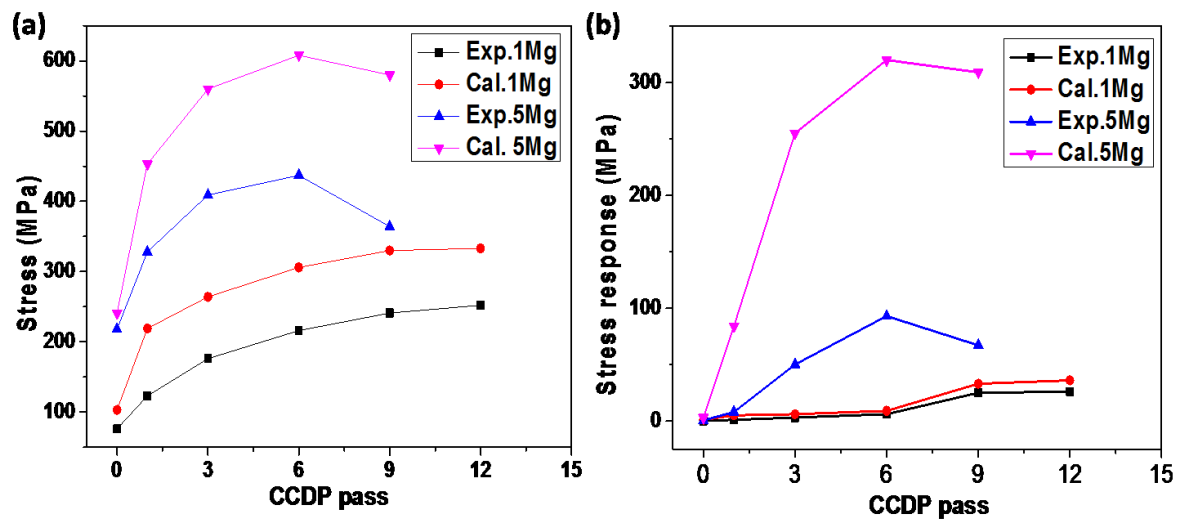 (a)
Stress (MPa)
600
500
400
300
200
100
0 3 6 9 12 15
CCDP pass
Exp.1Mg
Cal.1Mg
Exp.5Mg
Cal. 5Mg
(b)
Stress response (MPa)
300
200
100
0
0 3 6 9 12 15
CCDP pass
Exp.1Mg
Cal.1Mg
Exp.5Mg
Cal.5Mg